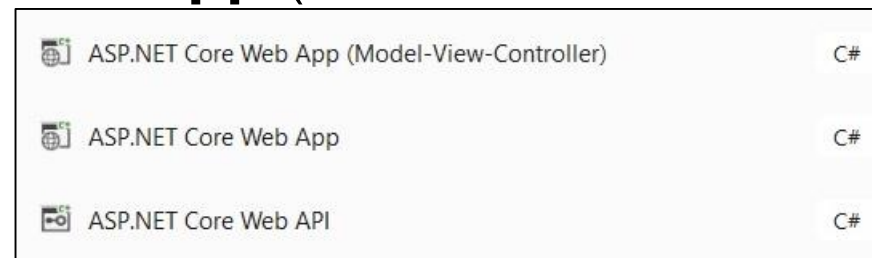 ASP.NET Core Web App (Model-View-Controller) C#
ASP.NET Core Web App C#
ASP.NET Core Web API C#